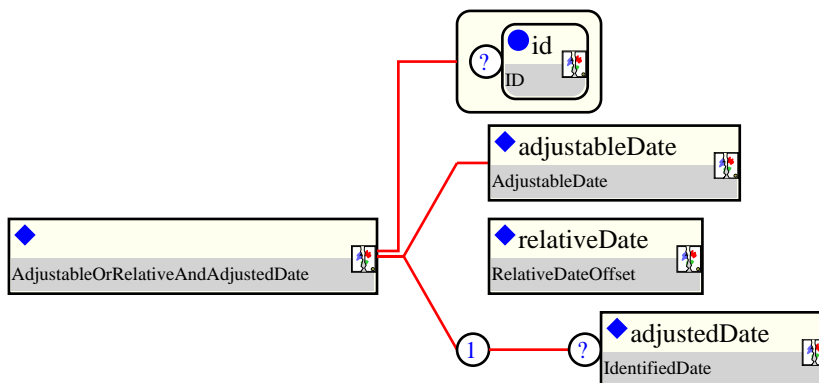 ? id
ID
adjustableDate
AdjustableDate
relativeDate
RelativeDateOffset
AdjustableOrRelativeAndAdjustedDate
1 ? adjustedDate
IdentifiedDate